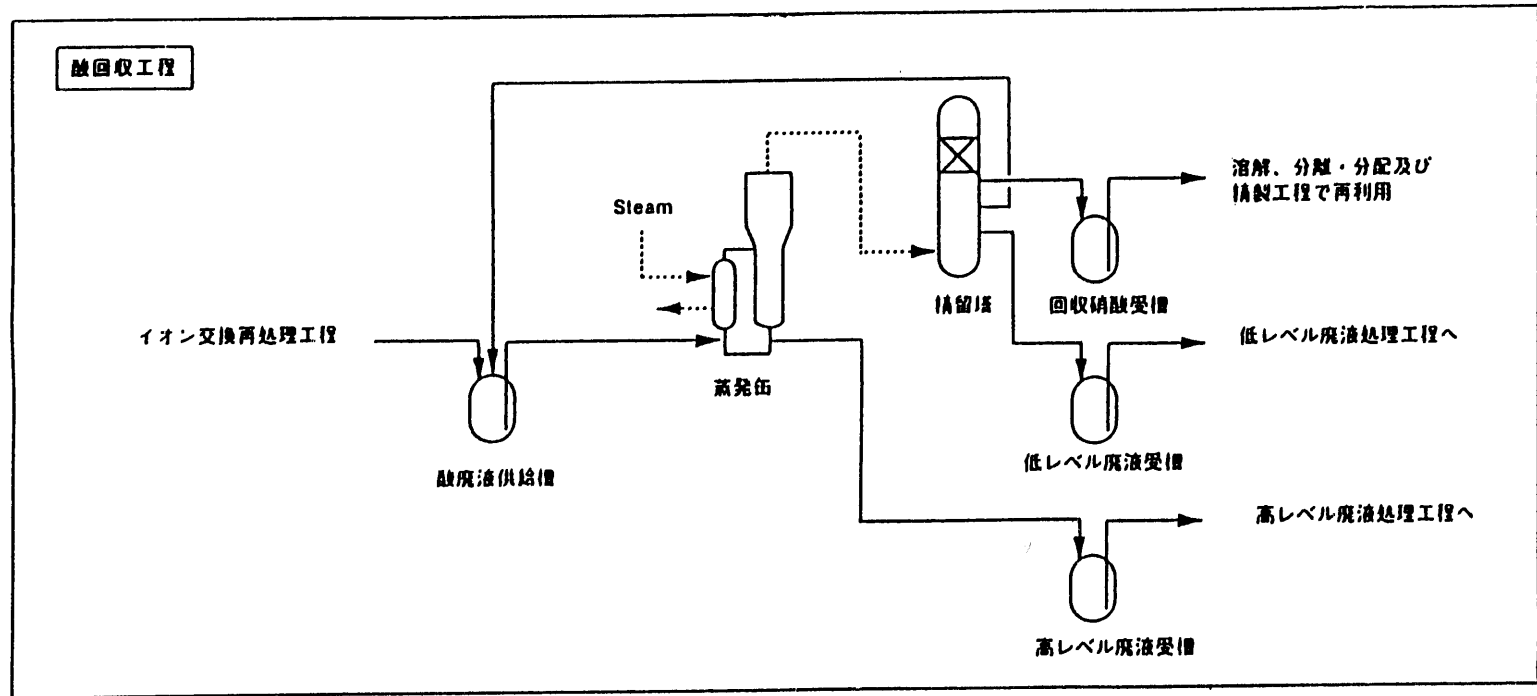 酸回収工程
溶解、分離・分配及び
精製工程で再利用
Steam
精留塔
回収硝酸受槽
イオン交換再処理工程
低レベル廃液処理工程へ
蒸発缶
低レベル廃液受槽
酸廃液供給槽
高レベル廃液処理工程へ
高レベル廃液受槽